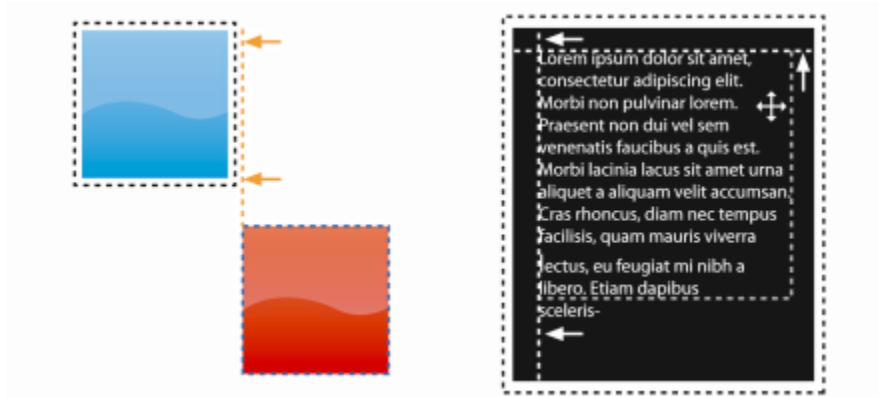 Lorem ipsum dolor sit amet,
consectetur adipiscing elit.
Morbi non pulvinar lorem.
Praesent non dui vel sem
venenatis faucibus a quis est.
Morbi lacinia lacus sit amet urna
aliquet a aliquam velit accumsan.
Cras rhoncus, diam nec tempus
facilisis, quam mauris viverra
lectus, eu feugiat mi nibh a
libero. Etiam dapibus
sceleris-